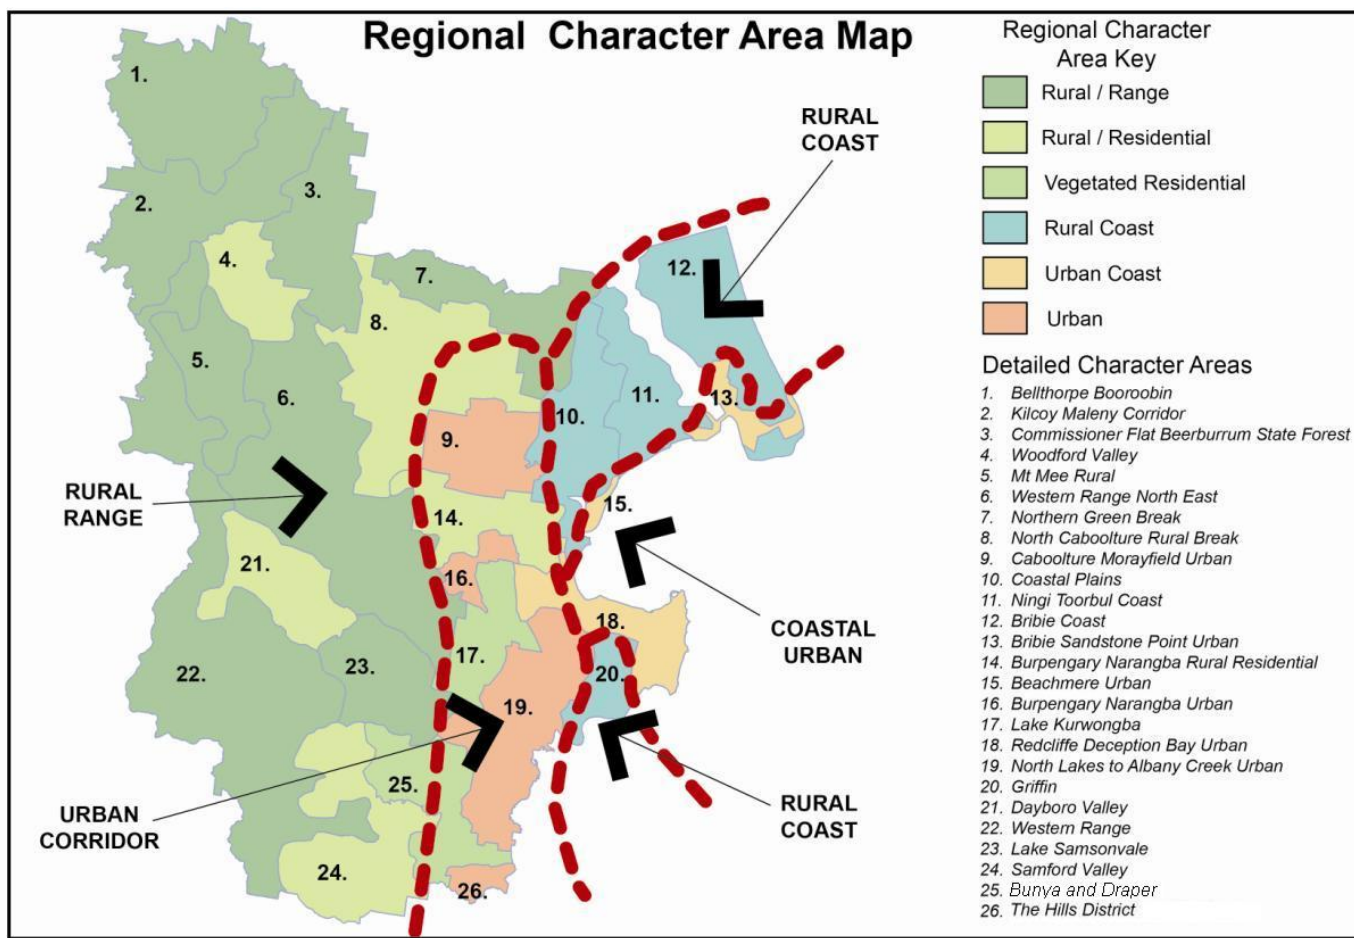 Regional Character Area Map
Regional Character
Area Key
Rural / Range
Rural / Residential
Vegetated Residential
Rural Coast
Urban Coast
Urban
Detailed Character Areas
1. Bellthorpe Booroobin
2. Kilcoy Maleny Corridor
3. Commissioner Flat Beerburrum State Forest
4. Woodford Valley
5. Mt Mee Rural
6. Western Range North East
7. Northern Green Break
8. North Caboolture Rural Break
9. Caboolture Morayfield Urban
10. Coastal Plains
11. Ningi Toorbul Coast
12. Bribie Coast
13. Bribie Sandstone Point Urban
14. Burpengary Narangba Rural Residential
15. Beachmere Urban
16. Burpengary Narangba Urban
17. Lake Kurwongba
18. Redcliffe Deception Bay Urban
19. North Lakes to Albany Creek Urban
20. Griffin
21. Dayboro Valley
22. Western Range
23. Lake Samsonvale
24. Samford Valley
25. Bunya and Draper
26. The Hills District
RURAL
COAST
1.
2.
3.
4.
5.
6.
7.
8.
9.
10.
11.
12.
13.
14.
15.
16.
17.
18.
19.
20.
21.
22.
23.
24.
25.
26.
RURAL
RANGE
COASTAL
URBAN
URBAN
CORRIDOR
RURAL
COAST